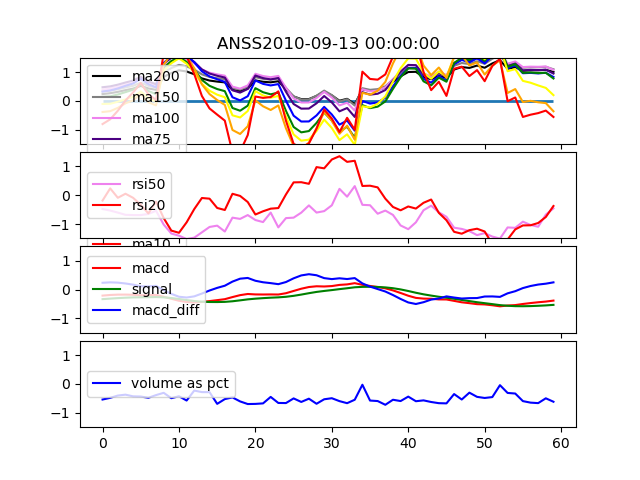 ANSS2010-09-13 00:00:00
1
0
−1
ma200
ma150
ma100
ma75
1
0
−1
rsi50
rsi20
ma10
1
0
−1
macd
signal
macd_diff
1
0
−1
volume as pct
0 10 20 30 40 50 60